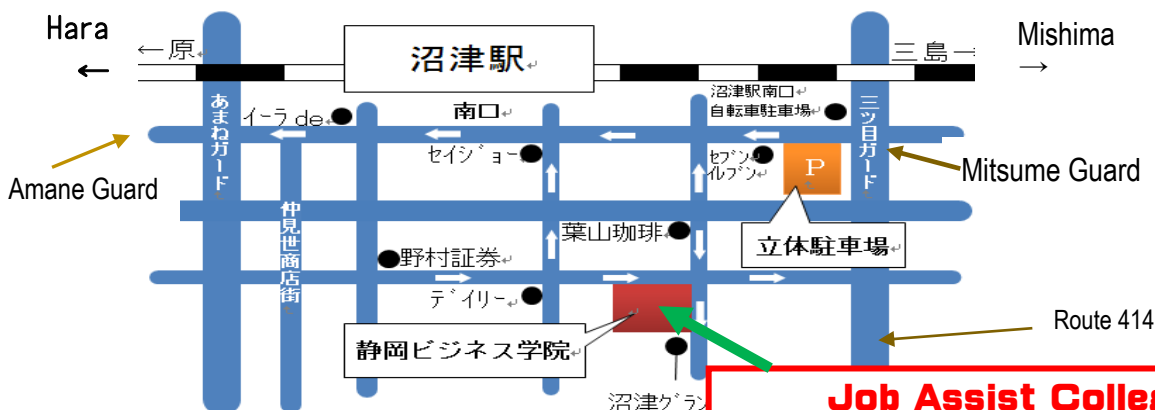 Hara
←
←原
沼津駅
三島→
Mishima
→
あまねガード
イーラde
南口
沼津駅南口
自転車駐車場
三ツ目ガード
セイジョー
セブン
イレブン
P
Amane Guard
Mitsume Guard
仲見世商店街
葉山珈琲
立体駐車場
野村証券
デイリー
静岡ビジネス学院
Route 414
沼津グラン
Job Assist Colle